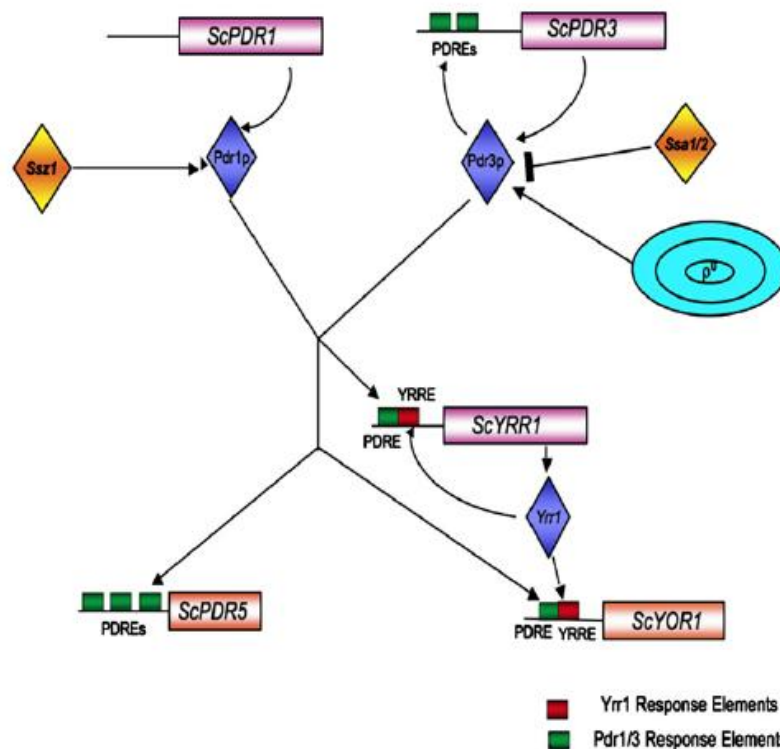 ScPDR1
PDREs
ScPDR3
Ssz1
Pdr1p
Pdr3p
Ssa1/2
ρ⁰
YRRE
PDRE
ScYRR1
Yrr1
PDREs
ScPDR5
PDRE YRRE
ScYOR1
Yrr1 Response Elements
Pdr1/3 Response Element